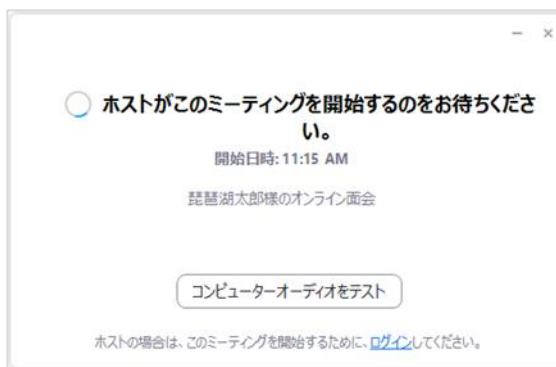 ホストがこのミーティングを開始するのをお待ちくださ
い。
開始日時: 11:15 AM
琵琶湖太郎様のオンライン面会
コンピューターオーディオをテスト
ホストの場合は、このミーティングを開始するために、ログインしてください。